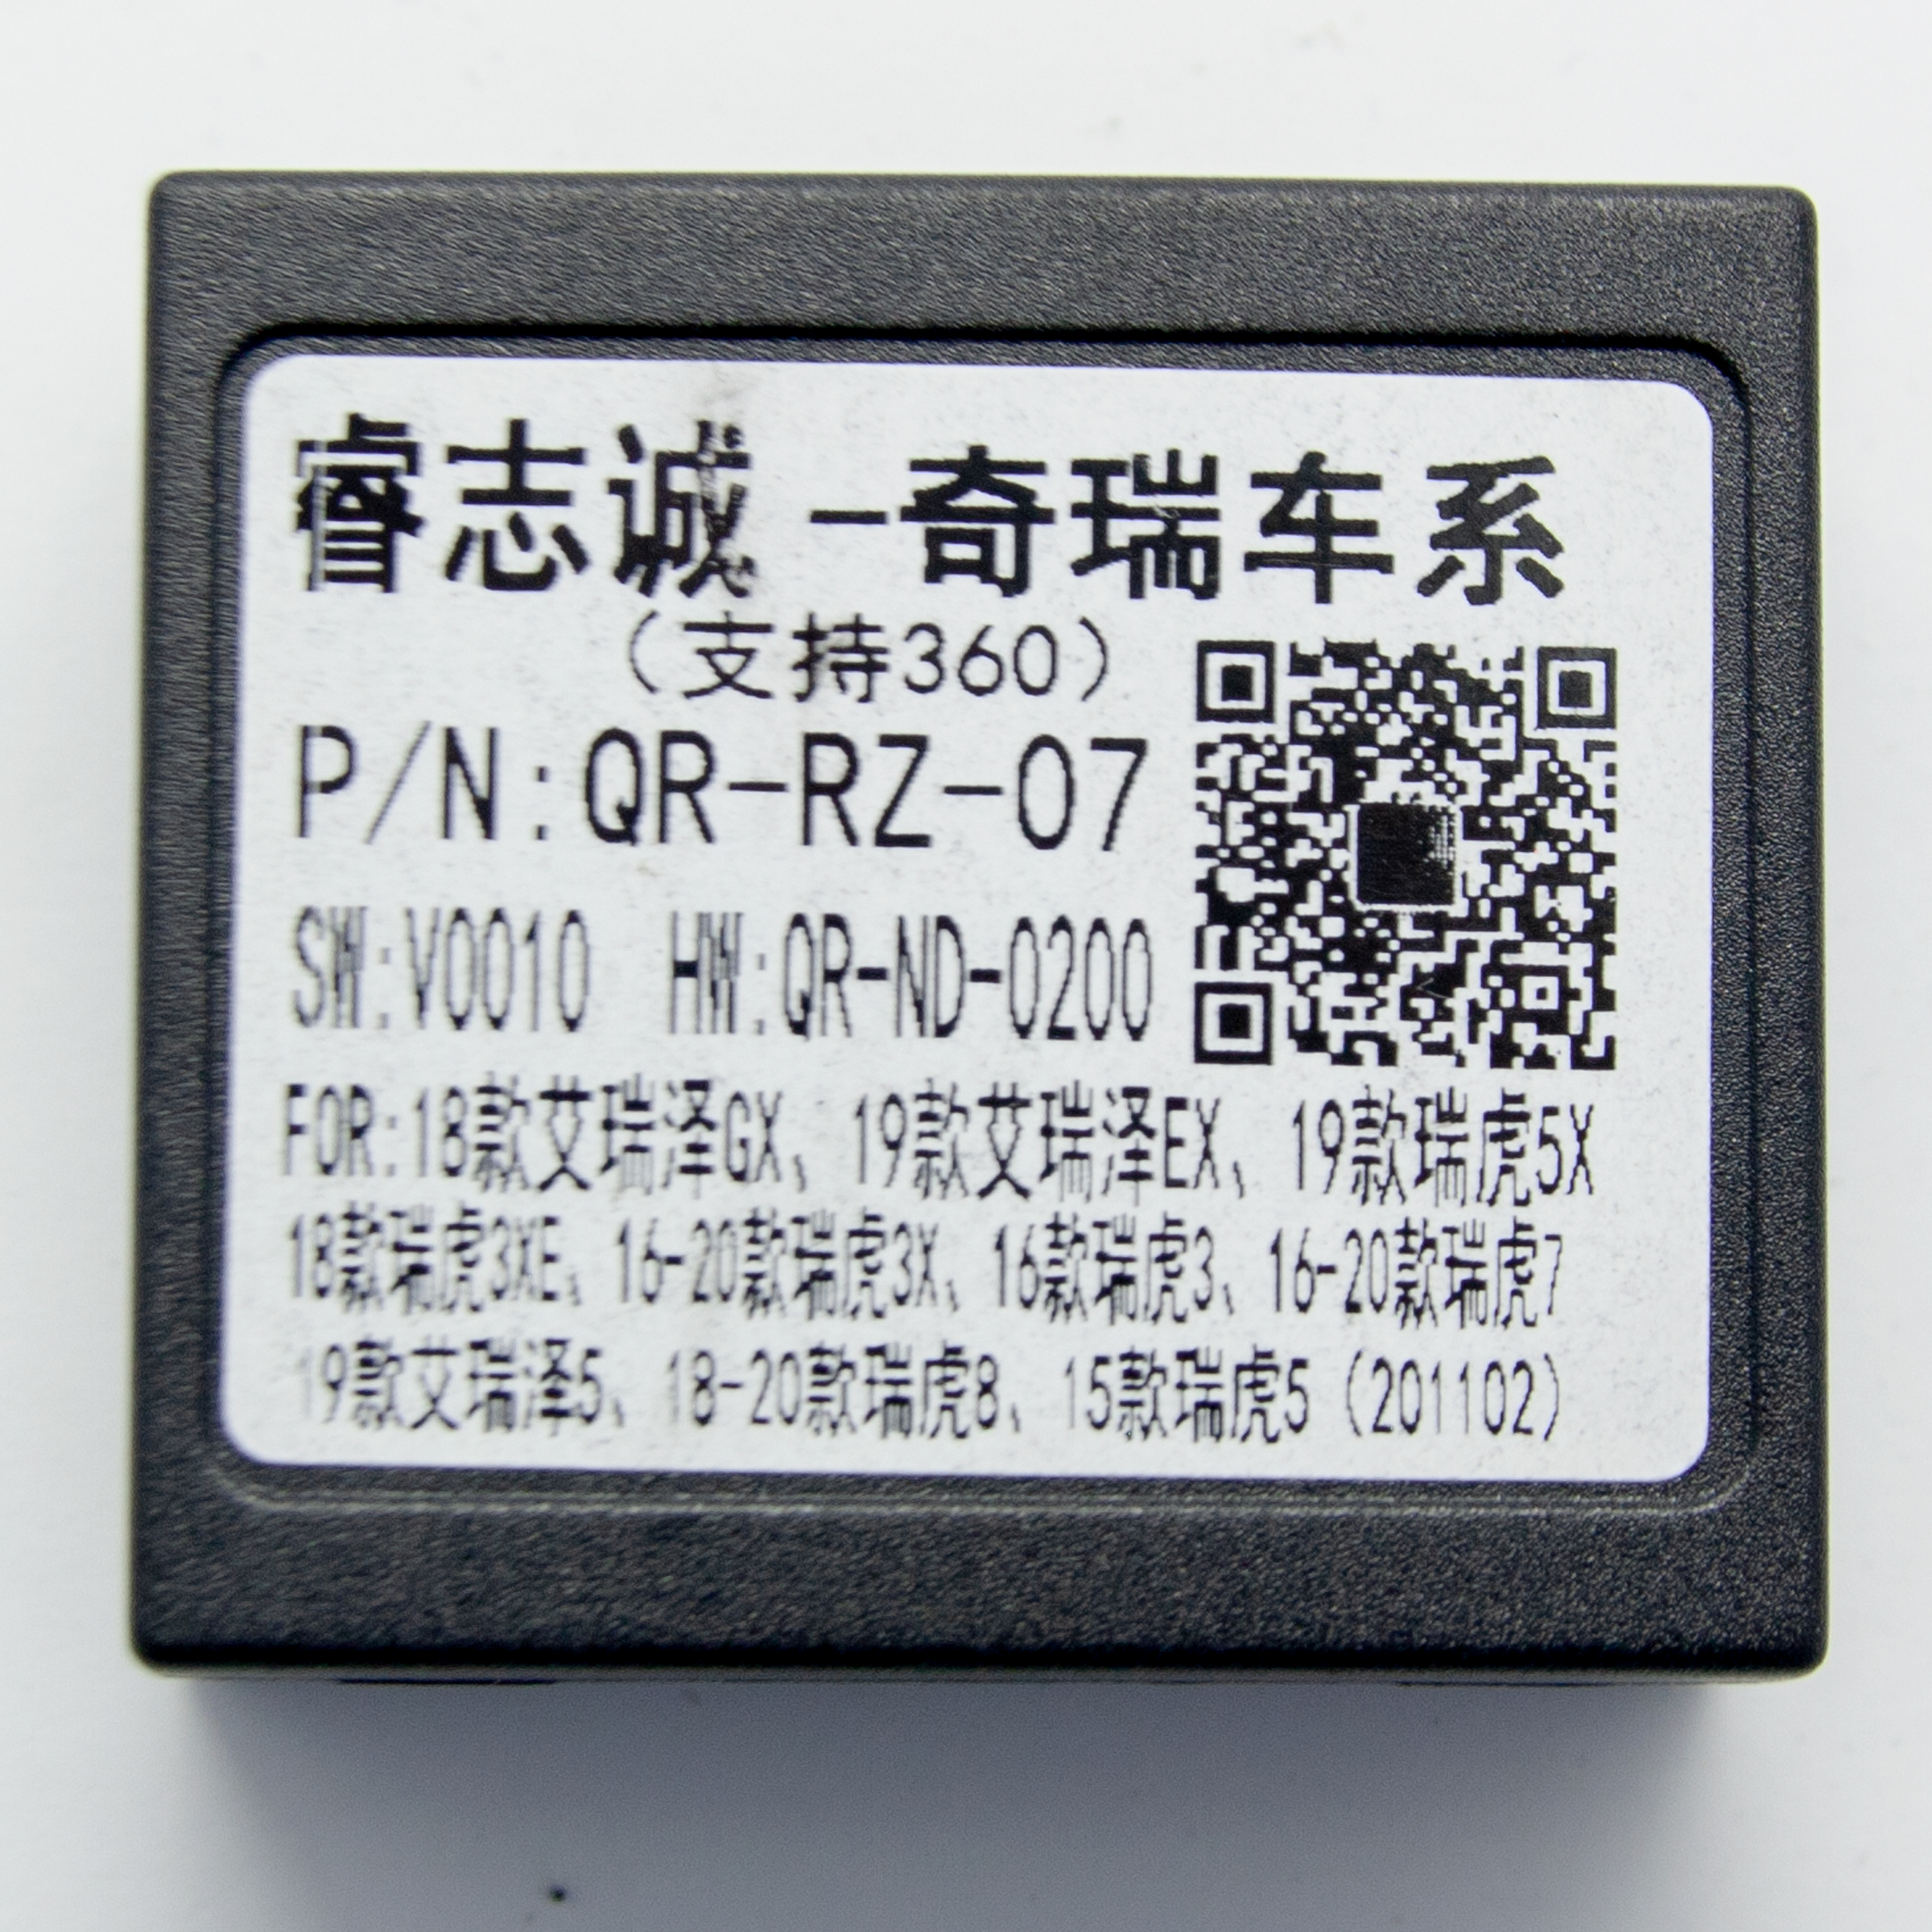 睿志诚 -奇瑞车系
（支持360）
P/N:QR-RZ-07
SW:V0010 HW:QR-ND-0200
FOR:18款艾瑞泽GX、19款艾瑞泽EX、19款瑞虎5X
18款瑞虎3XE、16-20款瑞虎3X、16款瑞虎3、16-20款瑞虎7
19款艾瑞泽5、18-20款瑞虎8、15款瑞虎5（201102）